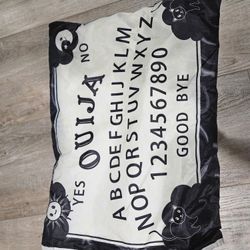 YES OUIJA NO
ABCDEFGHIJKLM
NOPQRSTUVWXYZ
1234567890
GOOD BYE